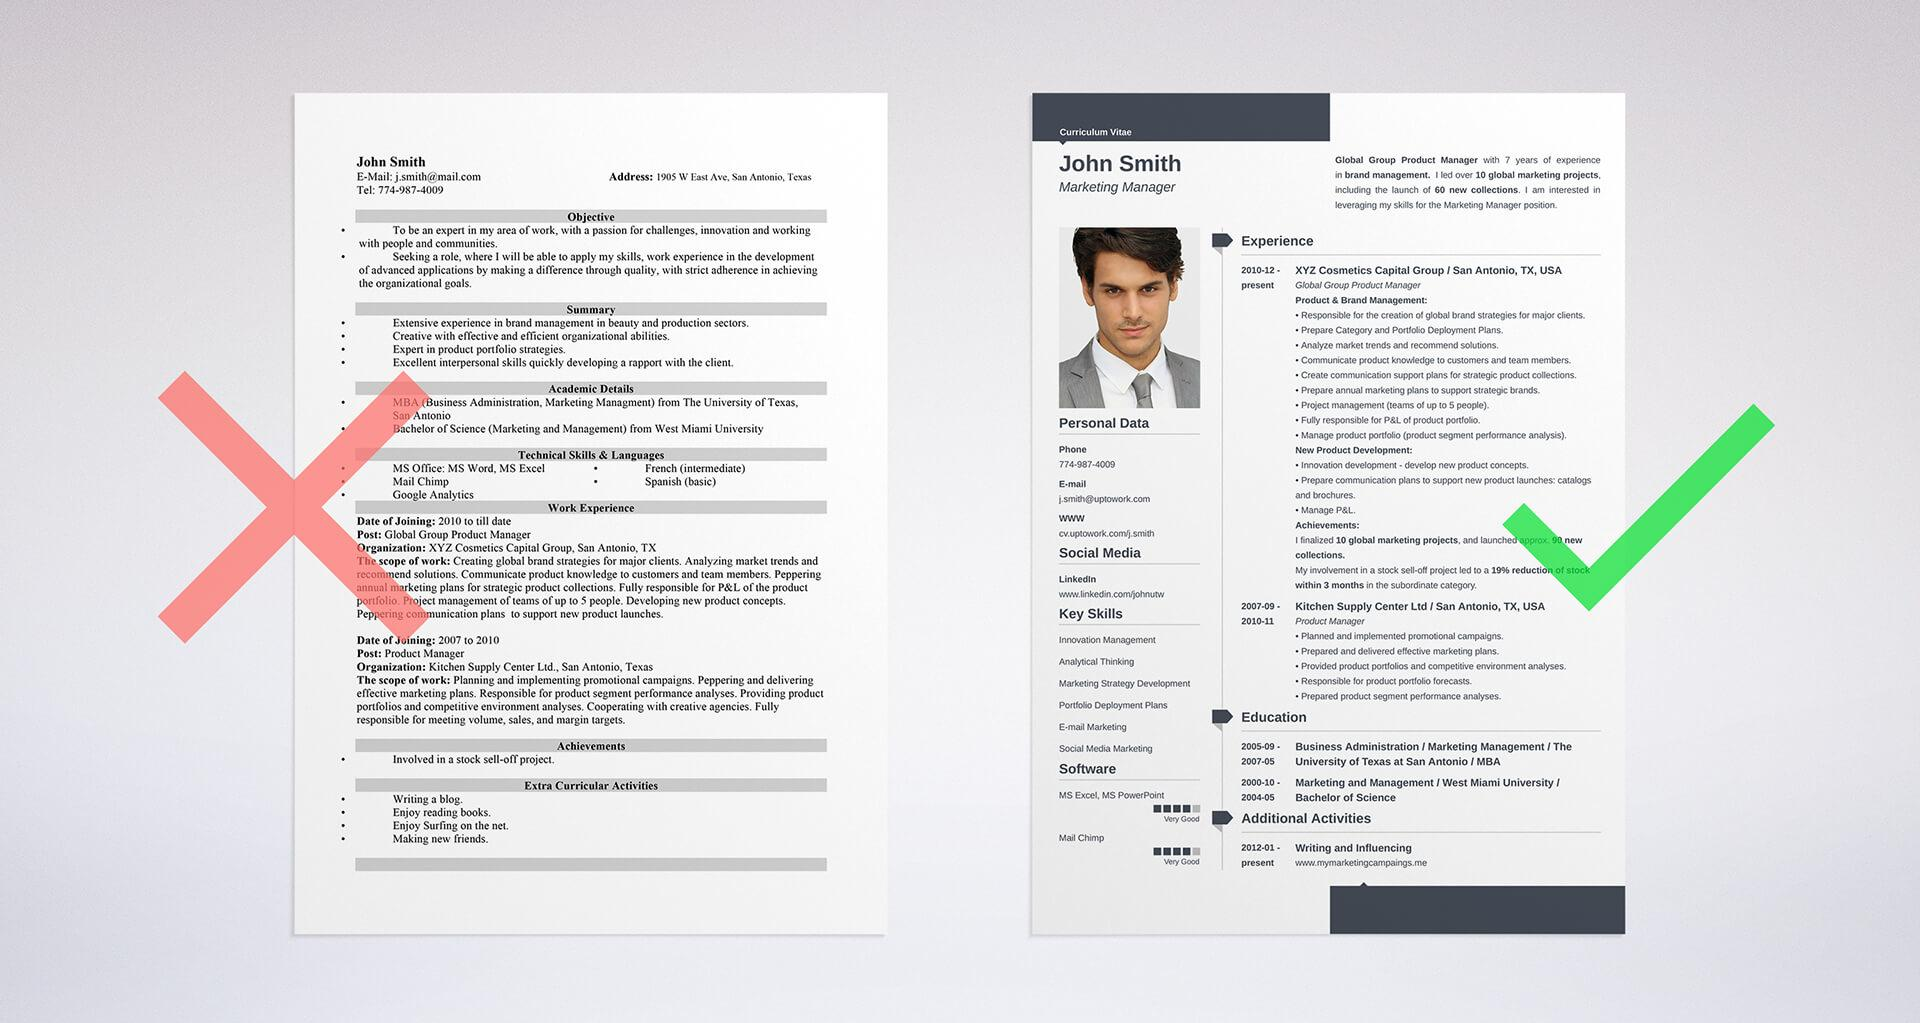 John Smith
E-Mail: j.smith@mail.com
Address: 1905 W East Ave, San Antonio, Texas
Tel: 774-987-4009
Objective
• To be an expert in my area of work, with a passion for challenges, innovation and working
with people and communities.
• Seeking a role, where I will be able to apply my skills, work experience in the development
of advanced applications by making a difference through quality, with strict adherence in achieving
the organizational goals.
Summary
• Extensive experience in brand management in beauty and production sectors.
• Creative with effective and efficient organizational abilities.
• Expert in product portfolio strategies.
• Excellent interpersonal skills quickly developing a rapport with the client.
Academic Details
• MBA (Business Administration, Marketing Managment) from The University of Texas,
San Antonio
• Bachelor of Science (Marketing and Management) from West Miami University
Technical Skills & Languages
• MS Office: MS Word, MS Excel • French (intermediate)
• Mail Chimp • Spanish (basic)
• Google Analytics
Work Experience
Date of Joining: 2010 to till date
Post: Global Group Product Manager
Organization: XYZ Cosmetics Capital Group, San Antonio, TX
The scope of work: Creating global brand strategies for major clients. Analyzing market trends and
recommend solutions. Communicate product knowledge to customers and team members. Peppering
annual marketing plans for strategic product collections. Fully responsible for P&L of the product
portfolio. Project management of teams of up to 5 people. Developing new product concepts.
Peppering communication plans to support new product launches.
Date of Joining: 2007 to 2010
Post: Product Manager
Organization: Kitchen Supply Center Ltd., San Antonio, Texas
The scope of work: Planning and implementing promotional campaigns. Peppering and delivering
effective marketing plans. Responsible for product segment performance analyses. Providing product
portfolios and competitive environment analyses. Cooperating with creative agencies. Fully
responsible for meeting volume, sales, and margin targets.
Achievements
• Involved in a stock sell-off project.
Extra Curricular Activities
• Writing a blog.
• Enjoy reading books.
• Enjoy Surfing on the net.
• Making new friends.
Curriculum Vitae
John Smith
Marketing Manager
Global Group Product Manager with 7 years of experience
in brand management. I led over 10 global marketing projects,
including the launch of 60 new collections. I am interested in
leveraging my skills for the Marketing Manager position.
Personal Data
Phone
774-987-4009
E-mail
j.smith@uptowork.com
WWW
cv.uptowork.com/j.smith
Social Media
LinkedIn
www.linkedin.com/johnutw
Key Skills
Innovation Management
Analytical Thinking
Marketing Strategy Development
Portfolio Deployment Plans
E-mail Marketing
Social Media Marketing
Software
MS Excel, MS PowerPoint
Very Good
Mail Chimp
Very Good
Experience
2010-12 - XYZ Cosmetics Capital Group / San Antonio, TX, USA
present Global Group Product Manager
Product & Brand Management:
• Responsible for the creation of global brand strategies for major clients.
• Prepare Category and Portfolio Deployment Plans.
• Analyze market trends and recommend solutions.
• Communicate product knowledge to customers and team members.
• Create communication support plans for strategic product collections.
• Prepare annual marketing plans to support strategic brands.
• Project management (teams of up to 5 people).
• Fully responsible for P&L of product portfolio.
• Manage product portfolio (product segment performance analysis).
New Product Development:
• Innovation development - develop new product concepts.
• Prepare communication plans to support new product launches: catalogs
and brochures.
• Manage P&L.
Achievements:
I finalized 10 global marketing projects, and launched approx. 90 new
collections.
My involvement in a stock sell-off project led to a 19% reduction of stock
within 3 months in the subordinate category.
2007-09 - Kitchen Supply Center Ltd / San Antonio, TX, USA
2010-11 Product Manager
• Planned and implemented promotional campaigns.
• Prepared and delivered effective marketing plans.
• Provided product portfolios and competitive environment analyses.
• Responsible for product portfolio forecasts.
• Prepared product segment performance analyses.
Education
2005-09 - Business Administration / Marketing Management / The
2007-05 University of Texas at San Antonio / MBA
2000-10 - Marketing and Management / West Miami University /
2004-05 Bachelor of Science
Additional Activities
2012-01 - Writing and Influencing
present www.mymarketingcampaings.me